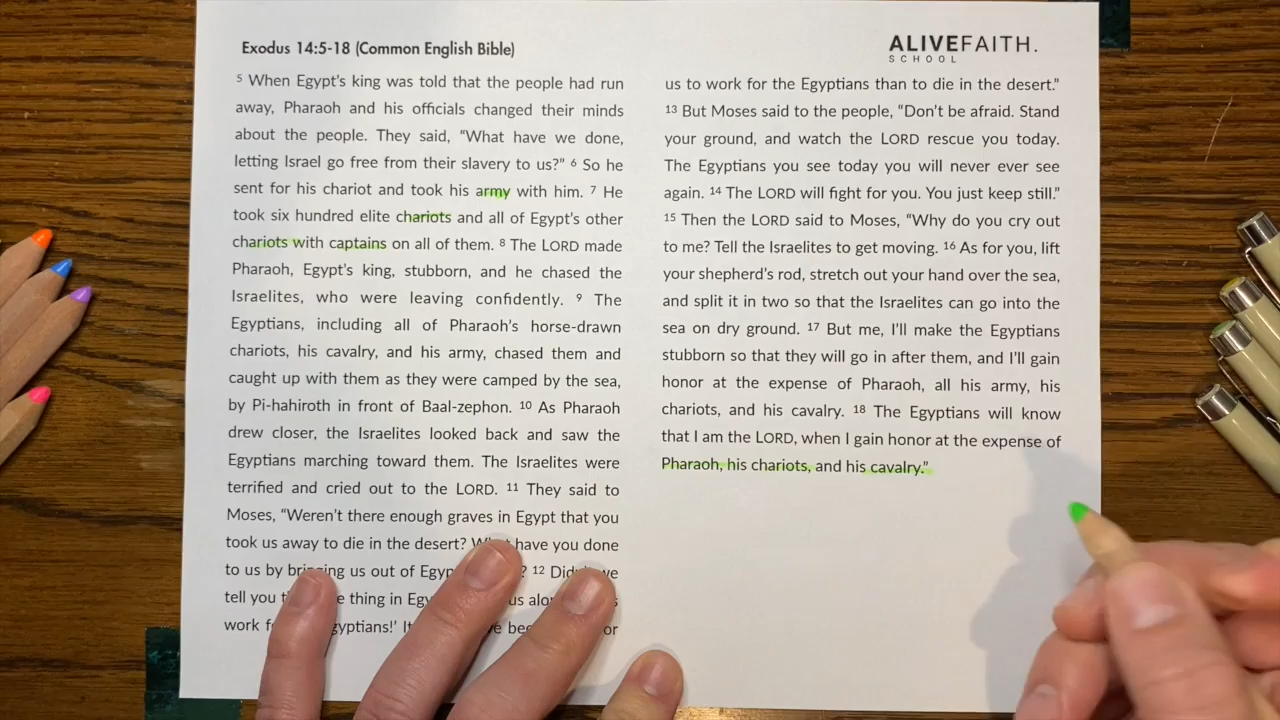 Exodus 14:5-18 (Common English Bible)
5 When Egypt's king was told that the people had run
away, Pharaoh and his officials changed their minds
about the people. They said, “What have we done,
letting Israel go free from their slavery to us?” 6 So he
sent for his chariot and took his army with him. 7 He
took six hundred elite chariots and all of Egypt's other
chariots with captains on all of them. 8 The LORD made
Pharaoh, Egypt's king, stubborn, and he chased the
Israelites, who were leaving confidently. 9 The
Egyptians, including all of Pharaoh's horse-drawn
chariots, his cavalry, and his army, chased them and
caught up with them as they were camped by the sea,
by Pi-hahiroth in front of Baal-zephon. 10 As Pharaoh
drew closer, the Israelites looked back and saw the
Egyptians marching toward them. The Israelites were
terrified and cried out to the LORD. 11 They said to
Moses, “Weren't there enough graves in Egypt that you
took us away to die in the desert? What have you done
to us by bringing us out of Egyp ? 12 Did we
tell you thing in us
work f gyptians!' or
ALIVEFAITH.
SCHOOL
us to work for the Egyptians than to die in the desert.”
13 But Moses said to the people, “Don't be afraid. Stand
your ground, and watch the LORD rescue you today.
The Egyptians you see today you will never ever see
again. 14 The LORD will fight for you. You just keep still.”
15 Then the LORD said to Moses, “Why do you cry out
to me? Tell the Israelites to get moving. 16 As for you, lift
your shepherd's rod, stretch out your hand over the sea,
and split it in two so that the Israelites can go into the
sea on dry ground. 17 But me, I'll make the Egyptians
stubborn so that they will go in after them, and I'll gain
honor at the expense of Pharaoh, all his army, his
chariots, and his cavalry. 18 The Egyptians will know
that I am the LORD, when I gain honor at the expense of
Pharaoh, his chariots, and his cavalry.”